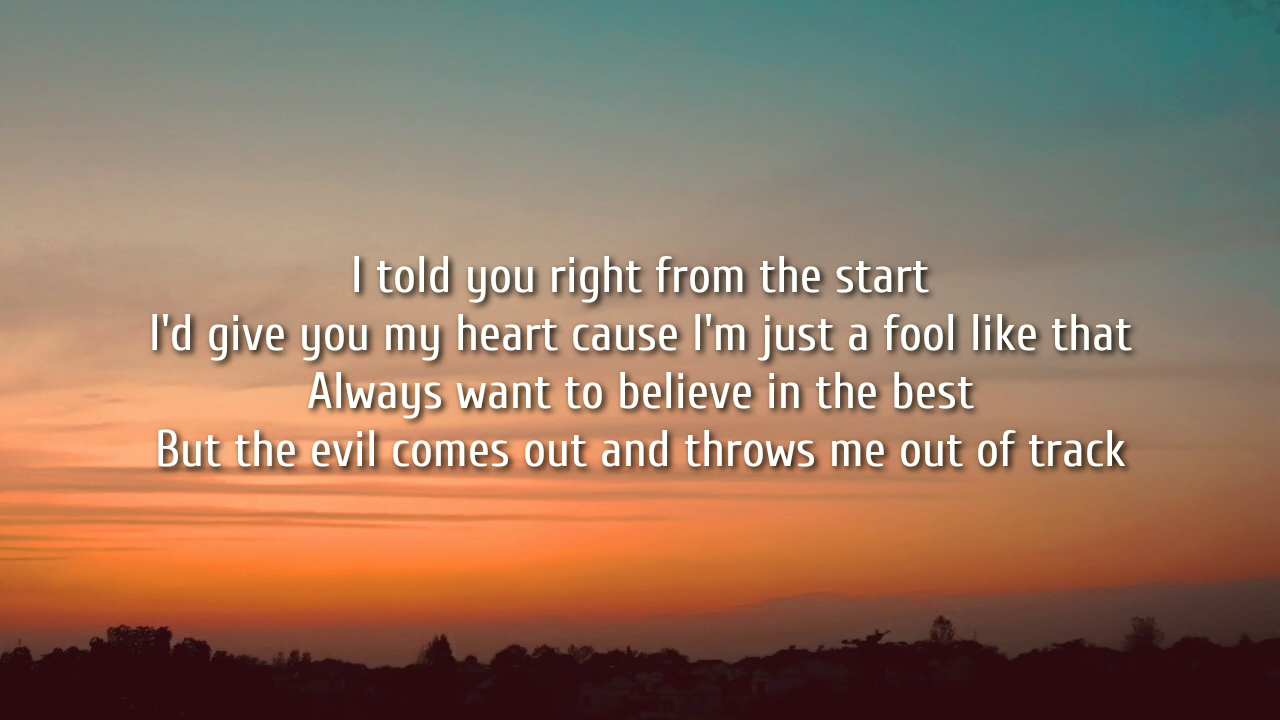 I told you right from the start
I'd give you my heart cause I'm just a fool like that
Always want to believe in the best
But the evil comes out and throws me out of track